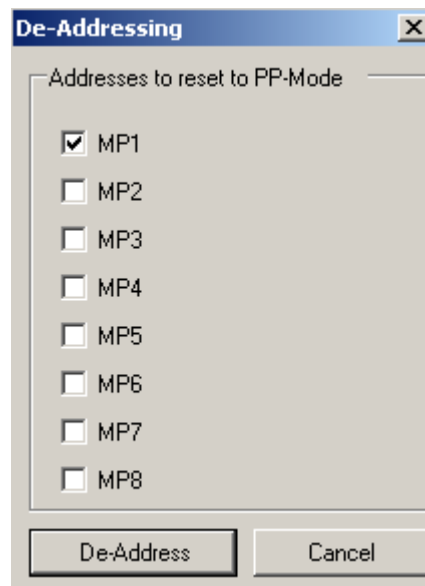 De-Addressing
Addresses to reset to PP-Mode
MP1
MP2
MP3
MP4
MP5
MP6
MP7
MP8
De-Address Cancel